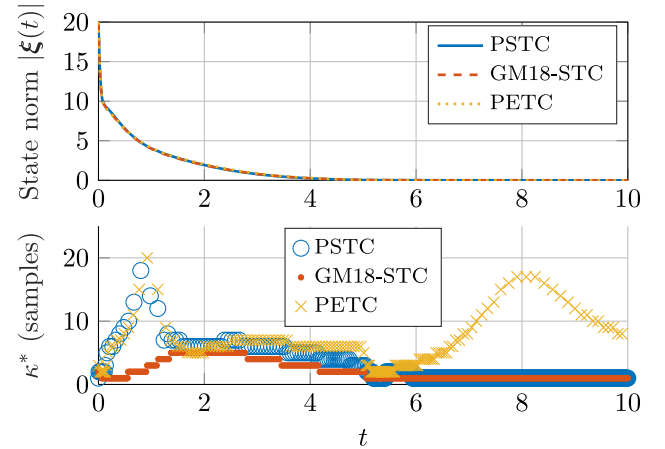 State norm |ξ(t)|
20
15
10
5
0
PSTC
GM18-STC
PETC
0
2
4
6
8
10
κ* (samples)
20
10
0
PSTC
GM18-STC
PETC
0
2
4
6
8
10
t